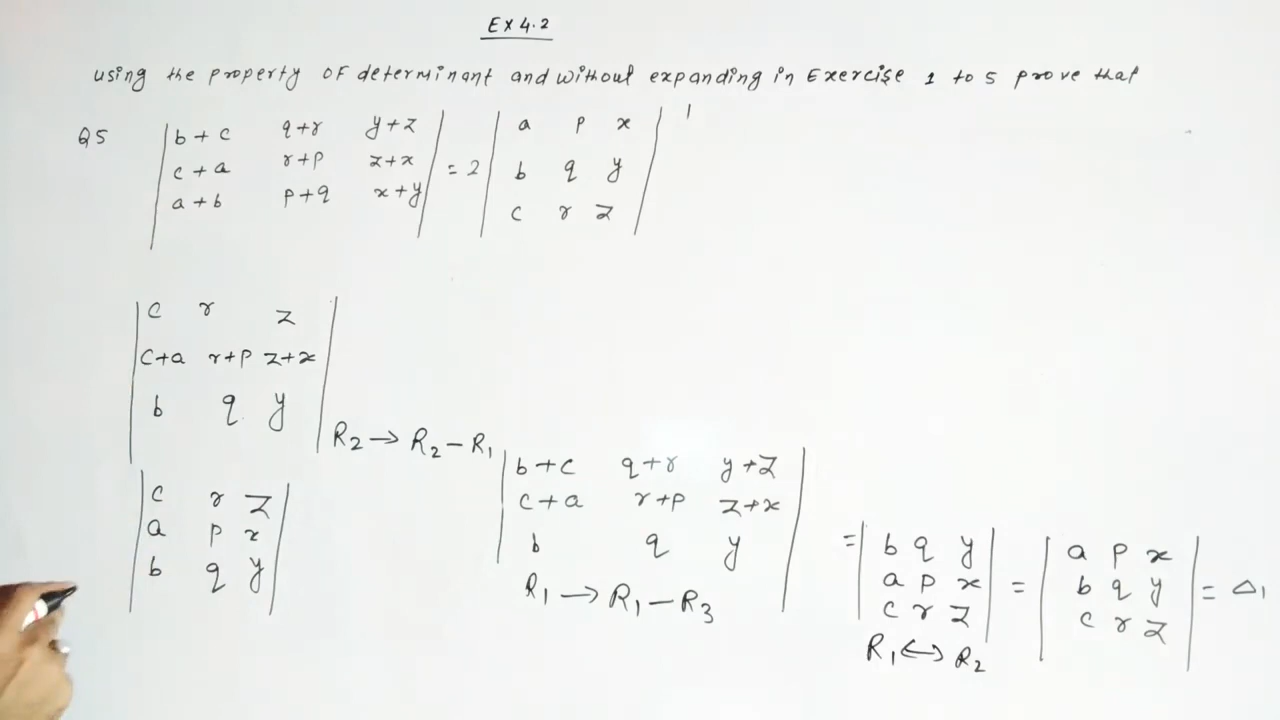 Ex 4.2
using the property of determinant and without expanding in Exercise 1 to 5 prove that
Q5 | b+c q+r y+z | = 2 | a p x |
| c+a r+p z+x | | b q y |
| a+b p+q x+y | | c r z |
| c r z |
| c+a r+p z+x |
| b q y |
R2 → R2 − R1
| c r z |
| a p x |
| b q y |
| b+c q+r y+z |
| c+a r+p z+x |
| b q y |
R1 → R1 − R3
= | b q y | = | a p x | = Δ1
| a p x | | b q y |
| c r z | | c r z |
R1 ↔ R2